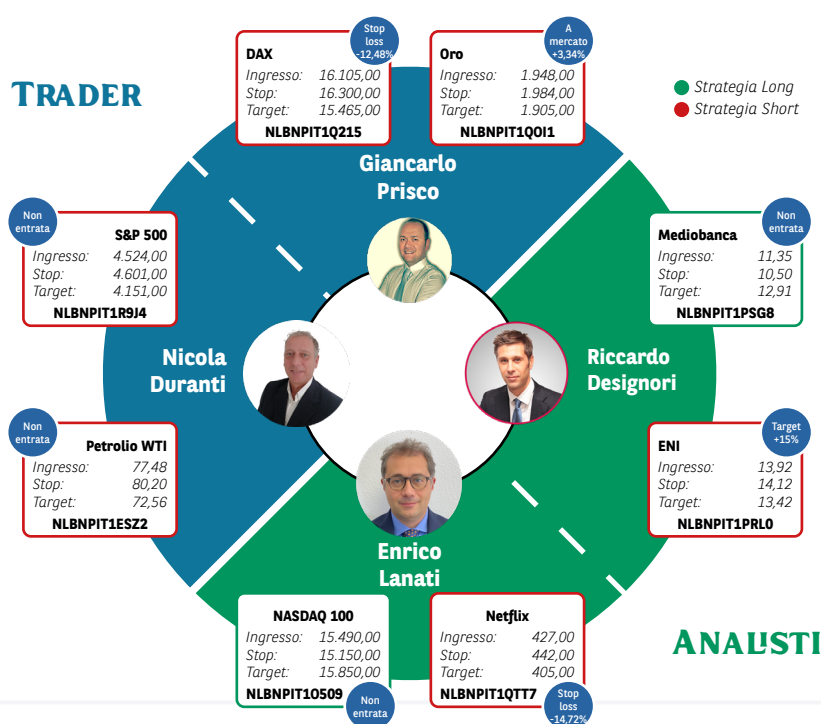 TRADER
Stop
loss
-12,48%
DAX
Ingresso: 16.105,00
Stop: 16.300,00
Target: 15.465,00
NLBNPIT1Q215
A
mercato
+3,34%
Oro
Ingresso: 1.948,00
Stop: 1.984,00
Target: 1.905,00
NLBNPIT1QOI1
Strategia Long
Strategia Short
Giancarlo
Prisco
Non
entrata
S&P 500
Ingresso: 4.524,00
Stop: 4.601,00
Target: 4.151,00
NLBNPIT1R9J4
Non
entrata
Mediobanca
Ingresso: 11,35
Stop: 10,50
Target: 12,91
NLBNPIT1PSG8
Nicola
Duranti
Riccardo
Designori
Non
entrata
Petrolio WTI
Ingresso: 77,48
Stop: 80,20
Target: 72,56
NLBNPIT1ESZ2
Target
+15%
ENI
Ingresso: 13,92
Stop: 14,12
Target: 13,42
NLBNPIT1PRL0
Enrico
Lanati
NASDAQ 100
Ingresso: 15.490,00
Stop: 15.150,00
Target: 15.850,00
NLBNPIT1O509
Non
entrata
Netflix
Ingresso: 427,00
Stop: 442,00
Target: 405,00
NLBNPIT1QTT7
Stop
loss
-14,72%
ANALISTI